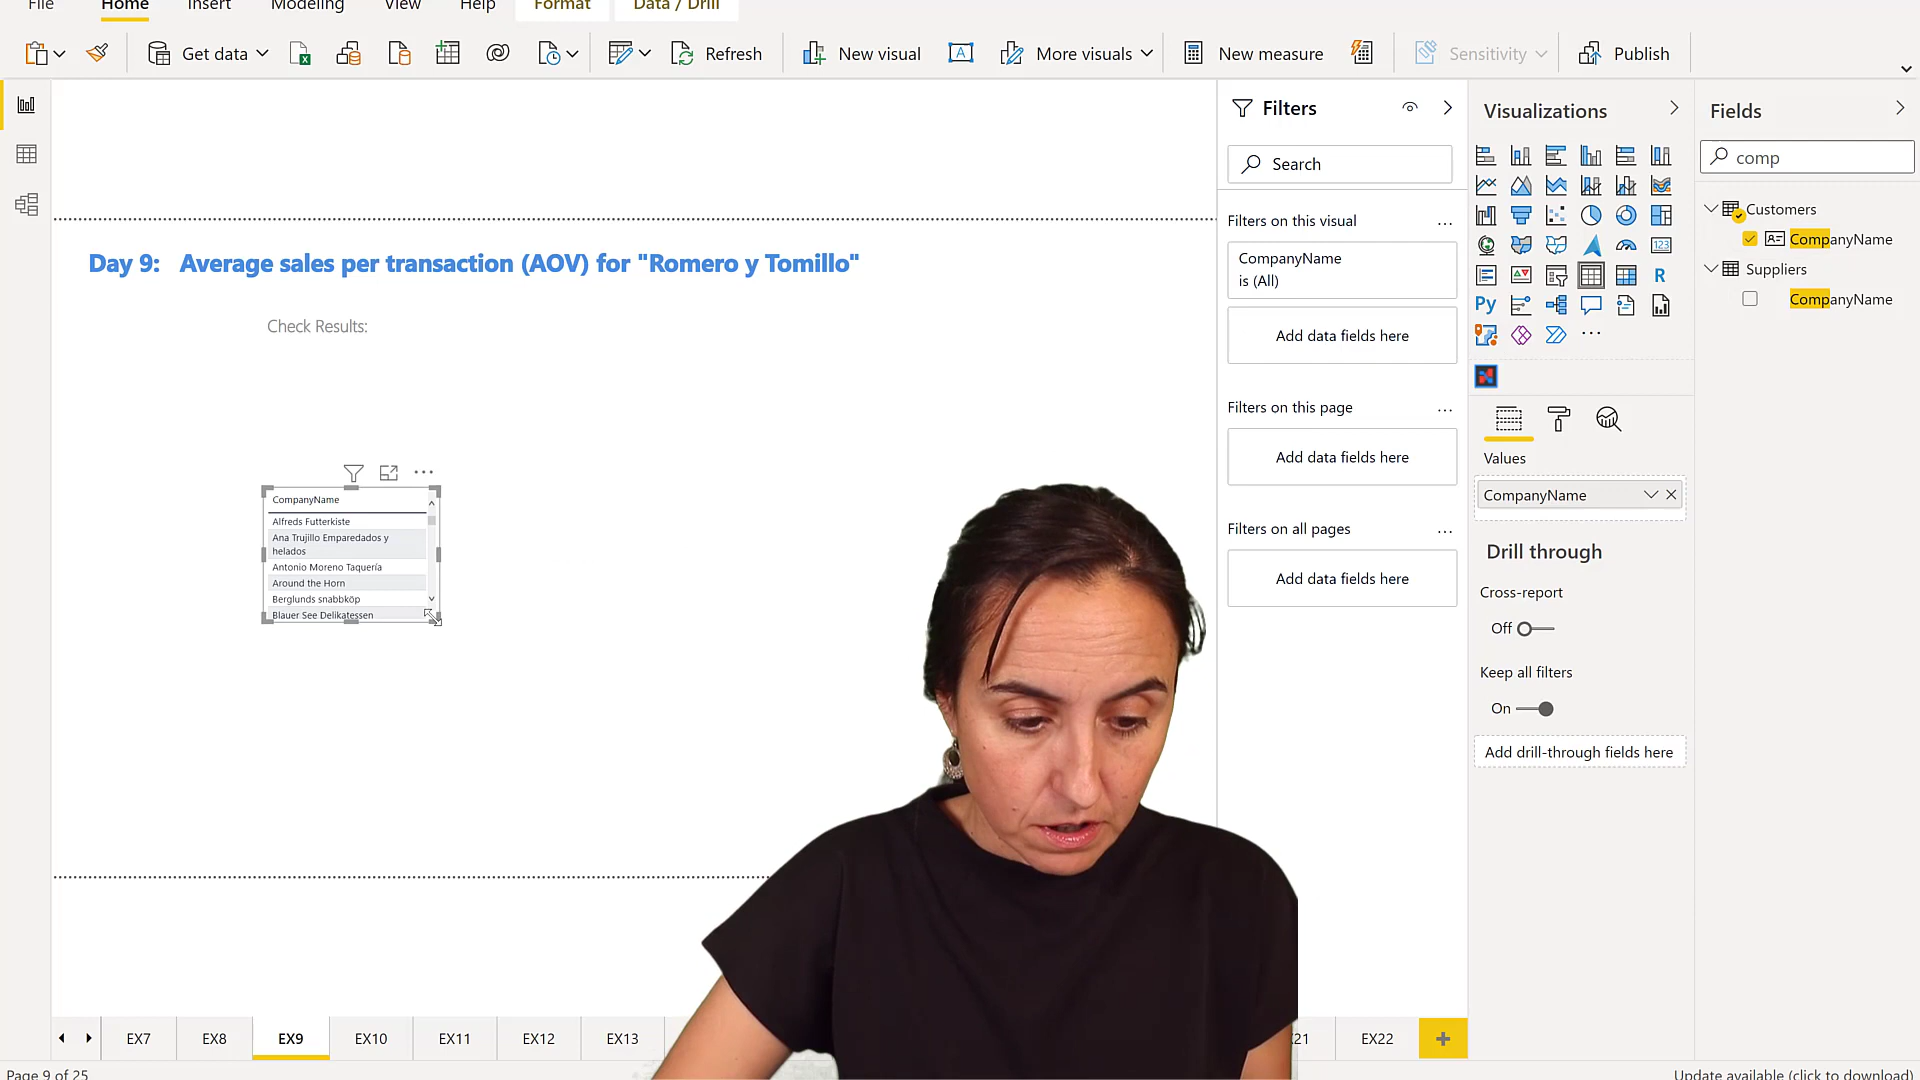 File
Home
Insert
Modeling
View
Help
Format
Data / Drill
Get data
Refresh
New visual
More visuals
New measure
Sensitivity
Publish
Day 9: Average sales per transaction (AOV) for "Romero y Tomillo"
Check Results:
CompanyName
Alfreds Futterkiste
Ana Trujillo Emparedados y
helados
Antonio Moreno Taquería
Around the Horn
Berglunds snabbköp
Blauer See Delikatessen
Filters
Search
Filters on this visual
CompanyName
is (All)
Add data fields here
Filters on this page
Add data fields here
Filters on all pages
Add data fields here
Visualizations
123
R
Py
Values
CompanyName
Drill through
Cross-report
Off
Keep all filters
On
Add drill-through fields here
Fields
comp
Customers
CompanyName
Suppliers
CompanyName
EX7
EX8
EX9
EX10
EX11
EX12
EX13
21
EX22
Page 9 of 25
Update available (click to download)